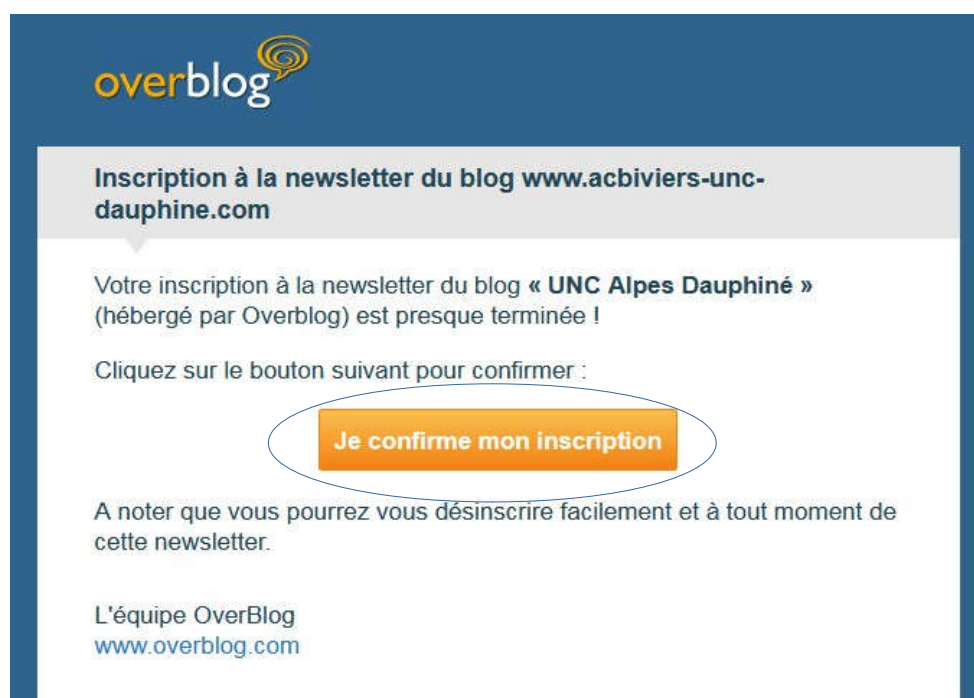 overblog
Inscription à la newsletter du blog www.acbiviers-unc-
dauphine.com
Votre inscription à la newsletter du blog « UNC Alpes Dauphiné »
(hébergé par Overblog) est presque terminée !
Cliquez sur le bouton suivant pour confirmer :
Je confirme mon inscription
A noter que vous pourrez vous désinscrire facilement et à tout moment de
cette newsletter.
L'équipe OverBlog
www.overblog.com